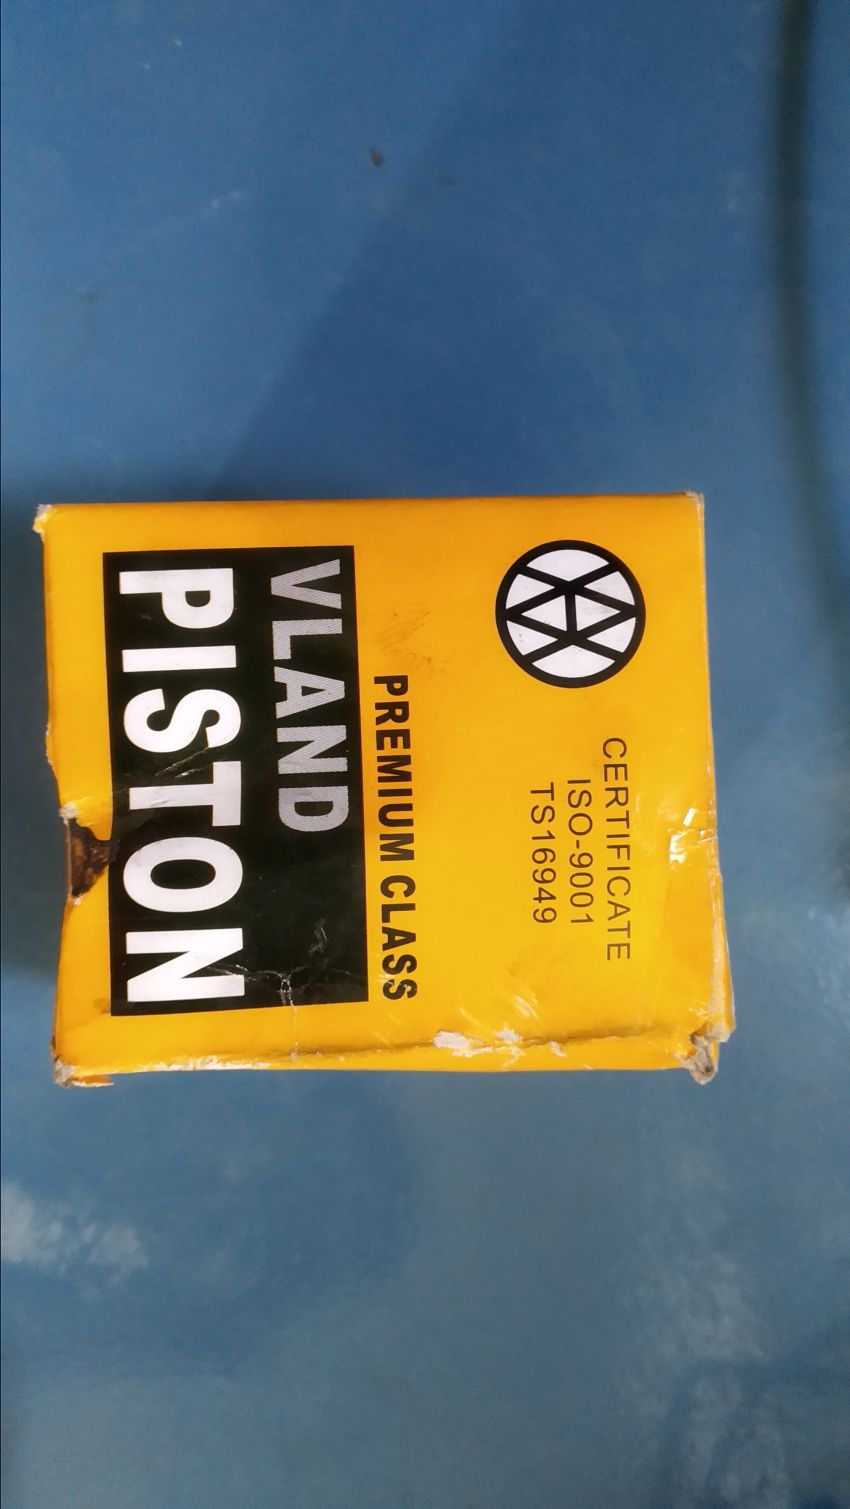 CERTIFICATE
ISO-9001
TS16949
PREMIUM CLASS
VLAND
PISTON